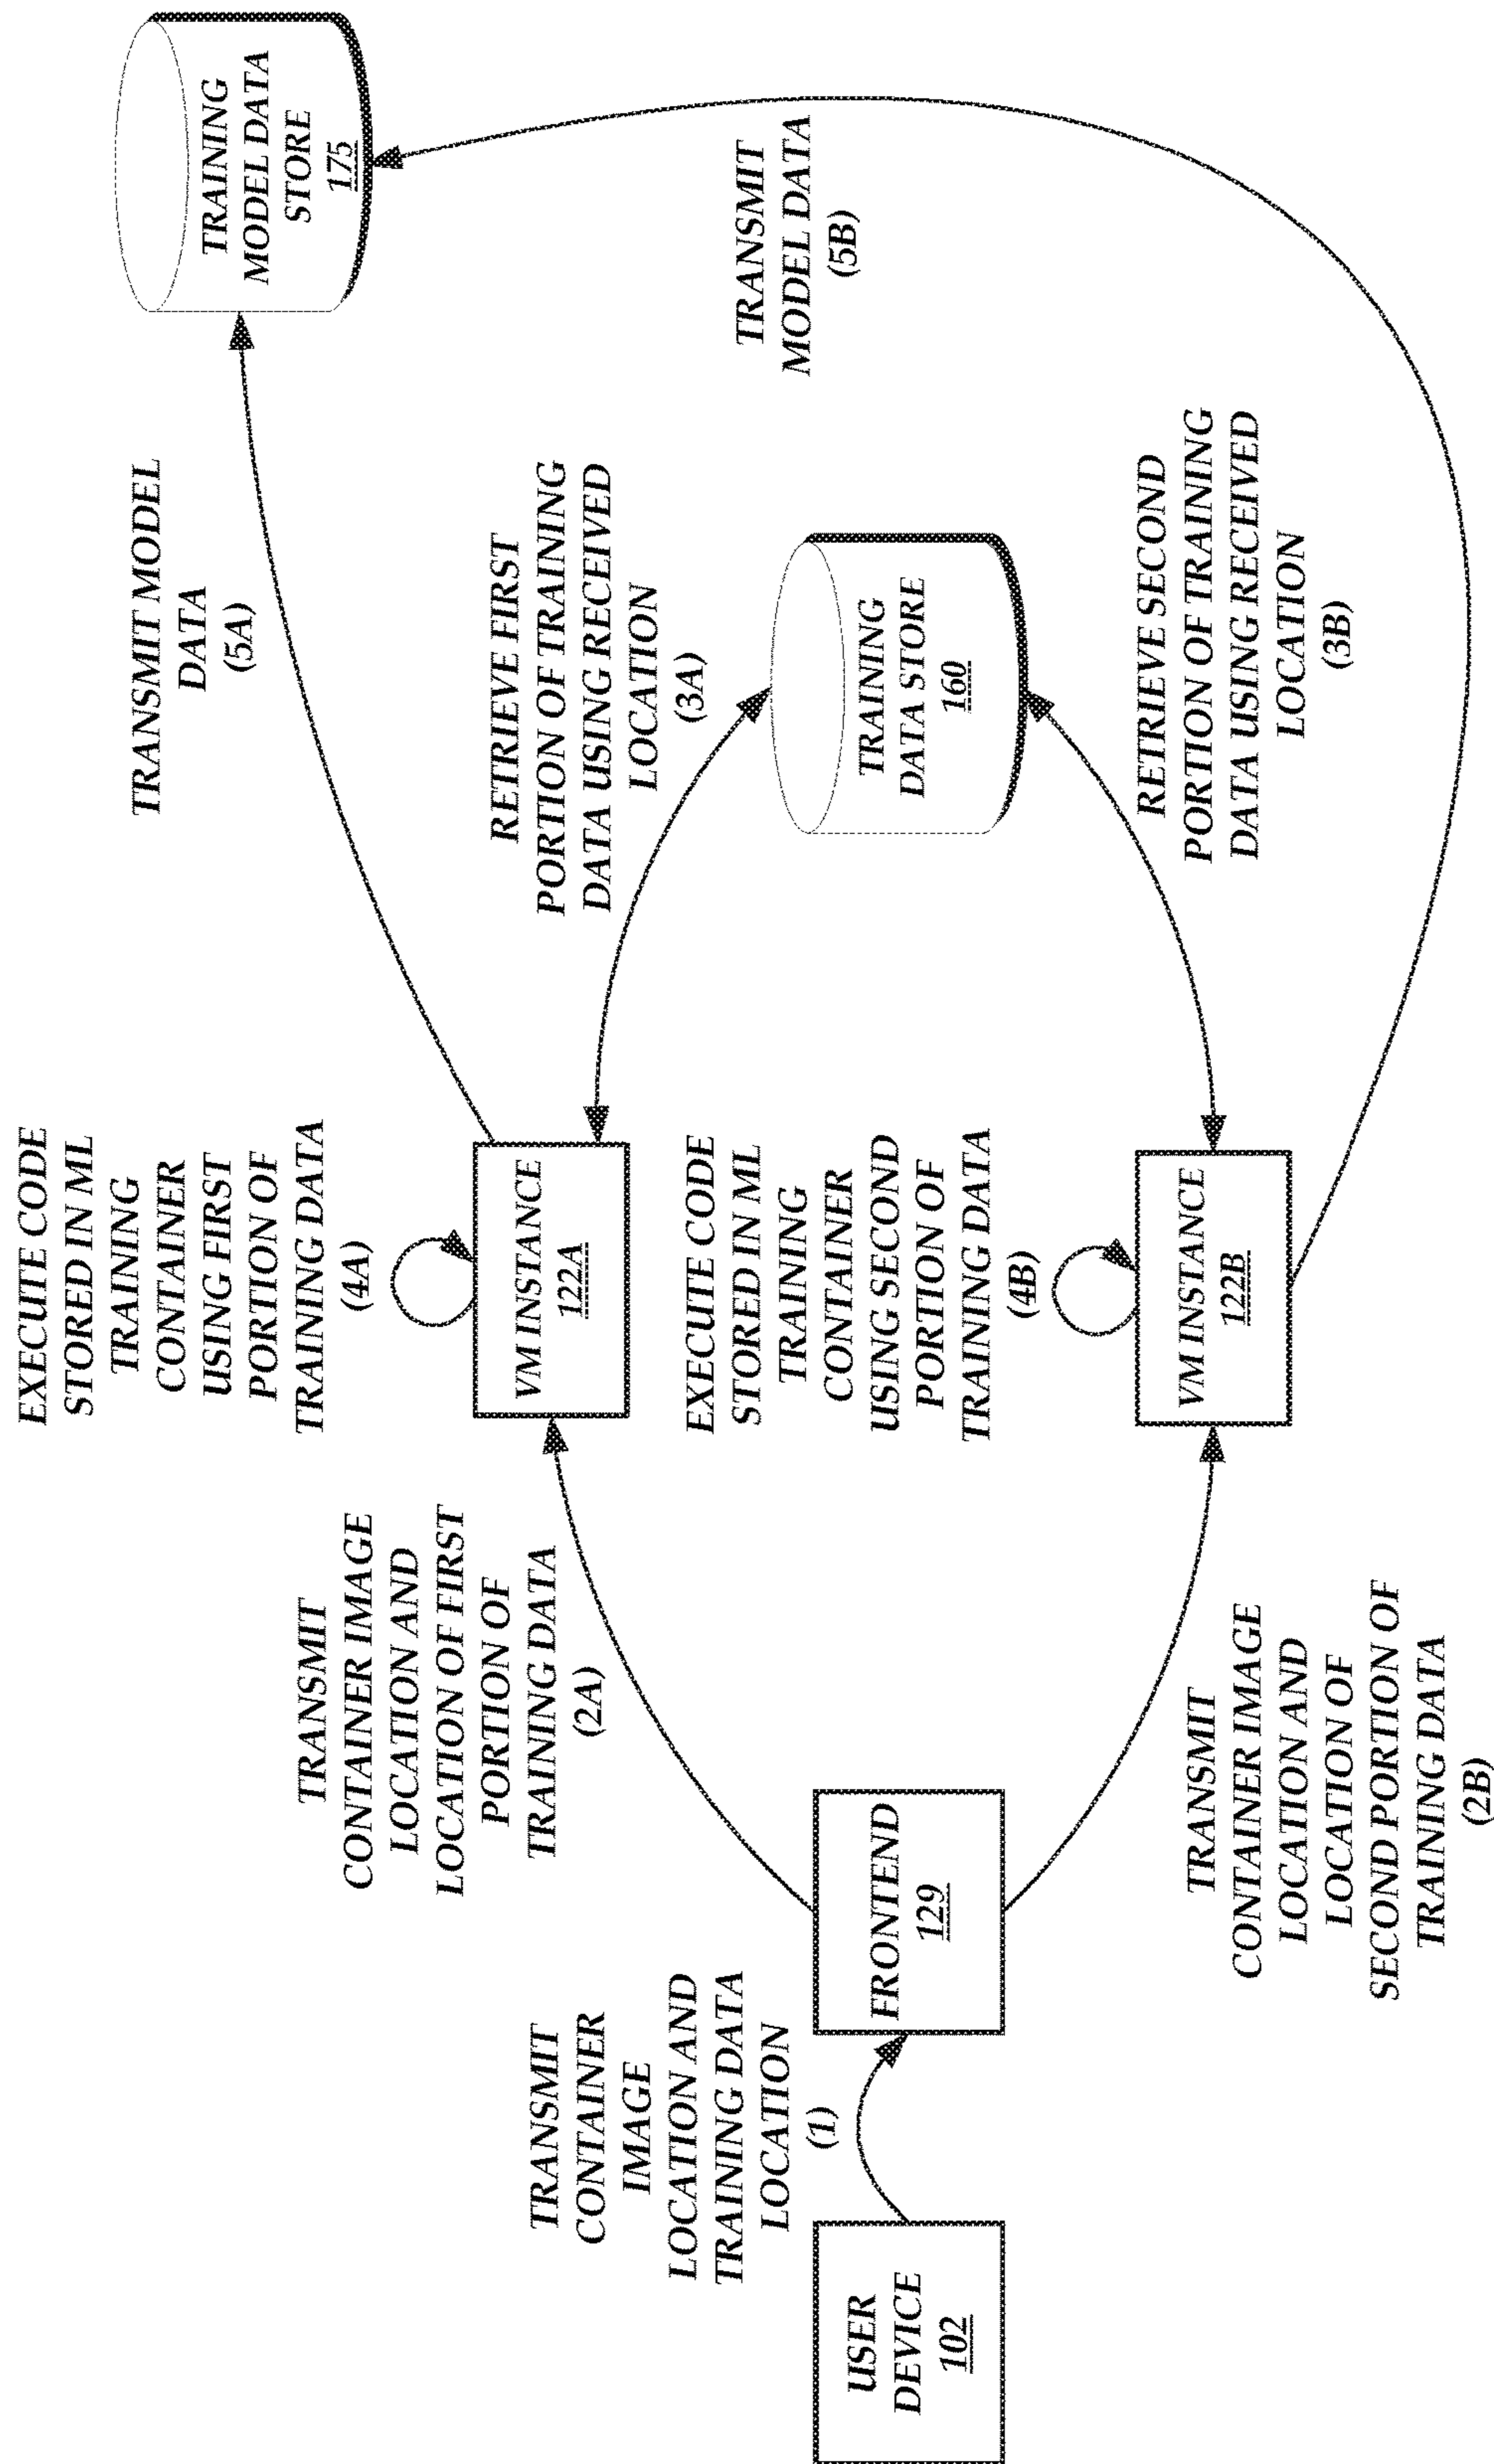 USER
DEVICE
102
TRANSMIT
CONTAINER
IMAGE
LOCATION AND
TRAINING DATA
LOCATION
(1)
FRONTEND
129
TRANSMIT
CONTAINER IMAGE
LOCATION AND
LOCATION OF FIRST
PORTION OF
TRAINING DATA
(2A)
TRANSMIT
CONTAINER IMAGE
LOCATION AND
LOCATION OF
SECOND PORTION OF
TRAINING DATA
(2B)
EXECUTE CODE
STORED IN ML
TRAINING
CONTAINER
USING FIRST
PORTION OF
TRAINING DATA
(4A)
VM INSTANCE
122A
EXECUTE CODE
STORED IN ML
TRAINING
CONTAINER
USING SECOND
PORTION OF
TRAINING DATA
(4B)
VM INSTANCE
122B
RETRIEVE FIRST
PORTION OF TRAINING
DATA USING RECEIVED
LOCATION
(3A)
TRAINING
DATA STORE
160
RETRIEVE SECOND
PORTION OF TRAINING
DATA USING RECEIVED
LOCATION
(3B)
TRANSMIT MODEL
DATA
(5A)
TRANSMIT
MODEL DATA
(5B)
TRAINING
MODEL DATA
STORE
175